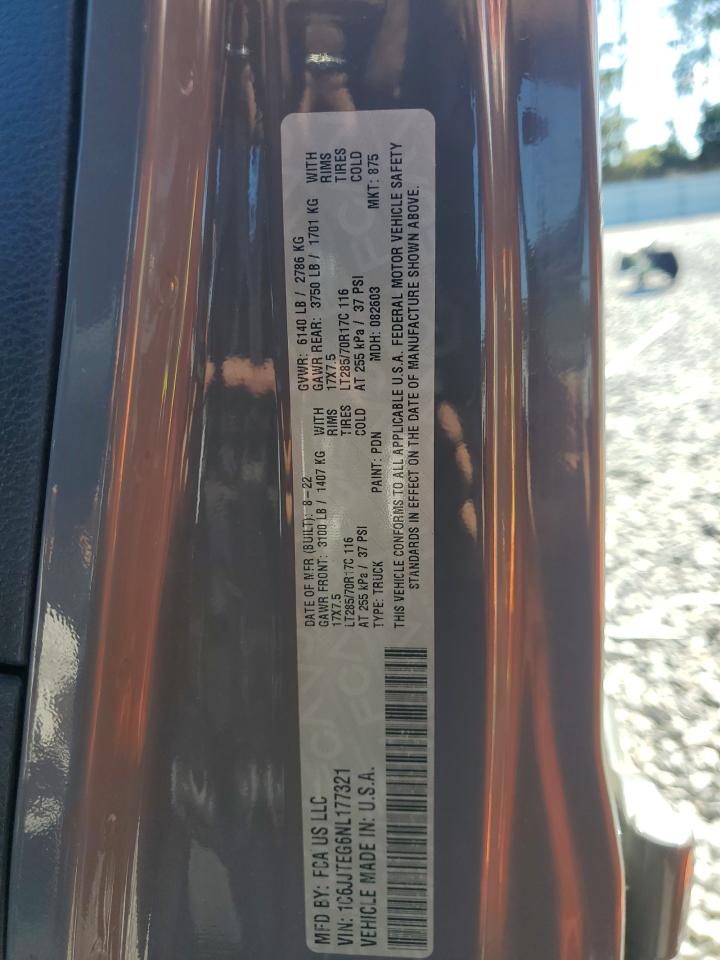 MFD BY: FCA US LLC
VIN: 1C6JJTEG6NL177321
VEHICLE MADE IN: U.S.A.
DATE OF MFR (BUILT): 8-22
GAWR FRONT: 3100 LB / 1407 KG WITH
17X7.5 RIMS
LT285/70R17C 116 TIRES
AT 255 kPa / 37 PSI COLD
TYPE: TRUCK PAINT: PDN
GVWR: 6140 LB / 2786 KG
GAWR REAR: 3750 LB / 1701 KG WITH
17X7.5 RIMS
LT285/70R17C 116 TIRES
AT 255 kPa / 37 PSI COLD
MDH: 082603 MKT: 875
THIS VEHICLE CONFORMS TO ALL APPLICABLE U.S.A. FEDERAL MOTOR VEHICLE SAFETY
STANDARDS IN EFFECT ON THE DATE OF MANUFACTURE SHOWN ABOVE.